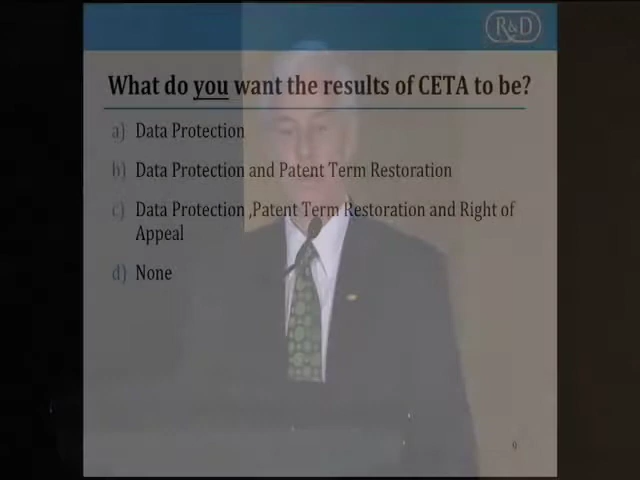 R&D
What do you want the results of CETA to be?
a) Data Protection
b) Data Protection and Patent Term Restoration
c) Data Protection ,Patent Term Restoration and Right of
Appeal
d) None